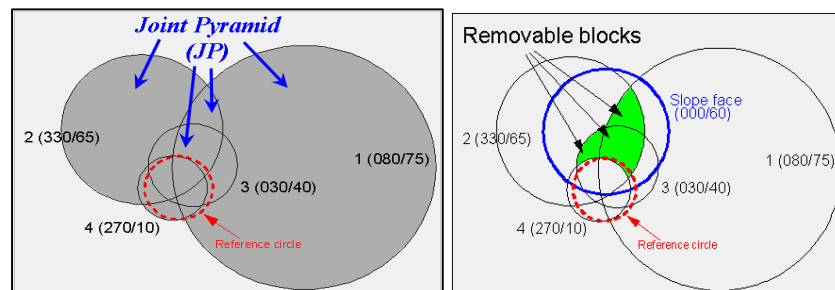 Joint Pyramid
(JP)
2 (330/65)
1 (080/75)
3 (030/40)
4 (270/10)
Reference circle
Removable blocks
Slope face
(000/60)
2 (330/65)
1 (080/75)
3 (030/40)
4 (270/10)
Reference circle